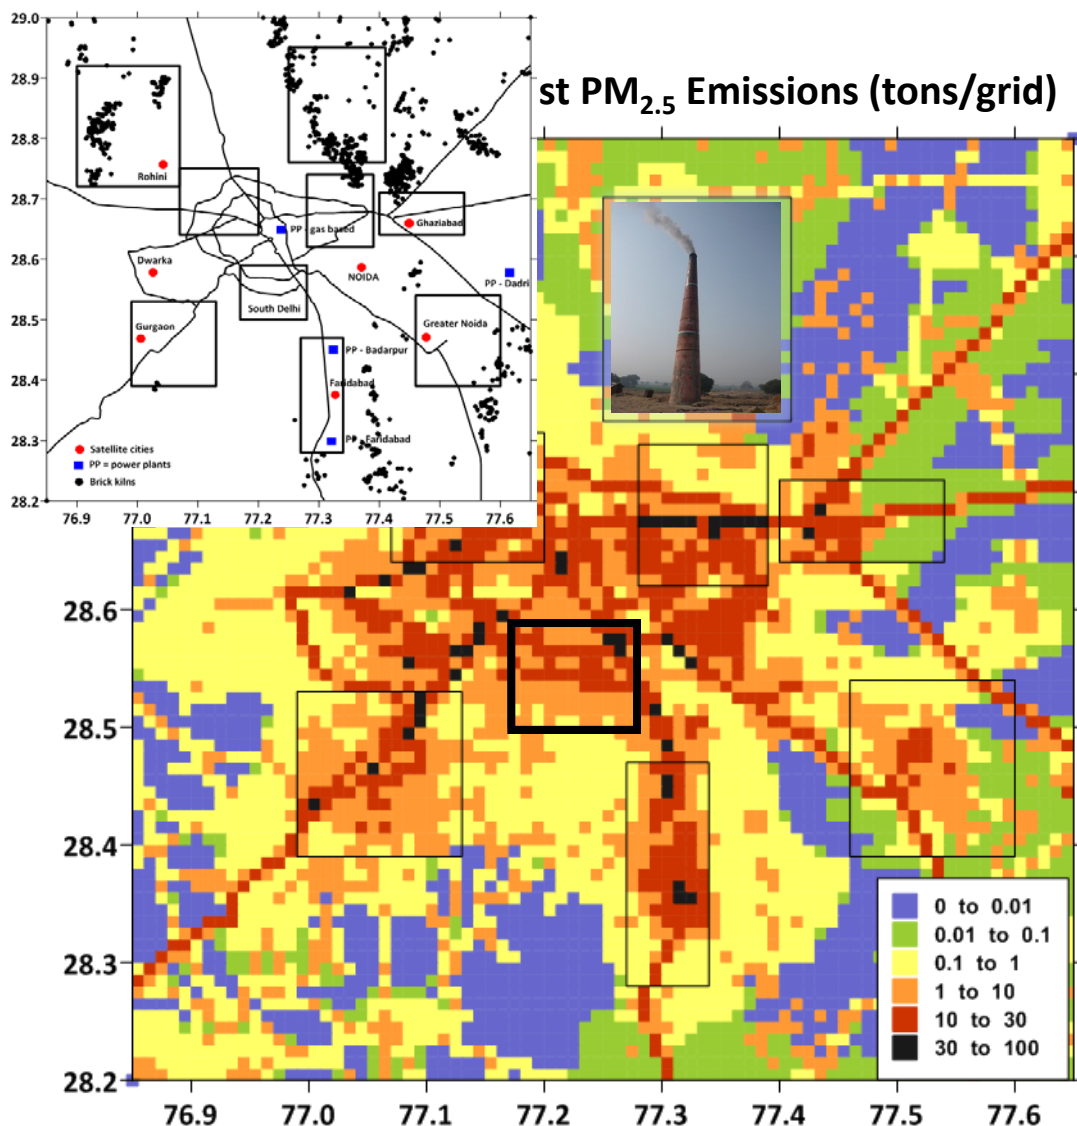 29.0
st PM2.5 Emissions (tons/grid)
28.9
28.8
Rohini
28.7
PP - gas based
Ghaziabad
28.6
Dwarka
NOIDA
PP - Dadri
South Delhi
28.5
Gurgaon
Greater Noida
PP - Badarpur
28.4
Faridabad
28.3
PP - Faridabad
Satellite cities
PP = power plants
Brick kilns
28.2
76.9 77.0 77.1 77.2 77.3 77.4 77.5 77.6
28.6
28.5
28.4
28.3
28.2
0 to 0.01
0.01 to 0.1
0.1 to 1
1 to 10
10 to 30
30 to 100
76.9 77.0 77.1 77.2 77.3 77.4 77.5 77.6